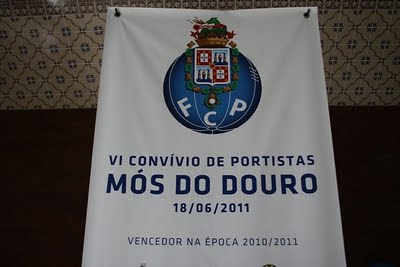 FCP
VI CONVÍVIO DE PORTISTAS
MÓS DO DOURO
18/06/2011
VENCEDOR NA ÉPOCA 2010/2011